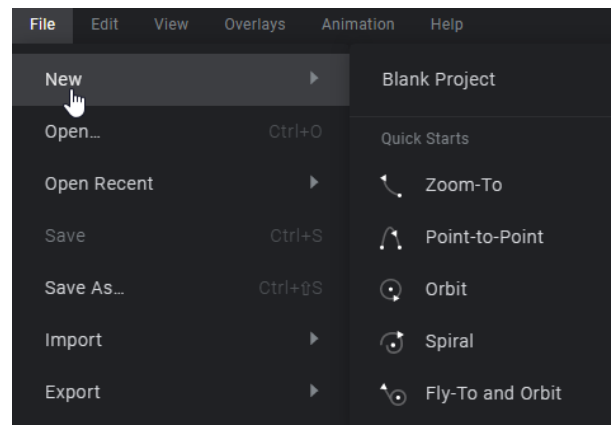 File Edit View Overlays Animation Help
New
Open...  Ctrl+O
Open Recent
Save  Ctrl+S
Save As...  Ctrl+⇧S
Import
Export
Blank Project
Quick Starts
Zoom-To
Point-to-Point
Orbit
Spiral
Fly-To and Orbit